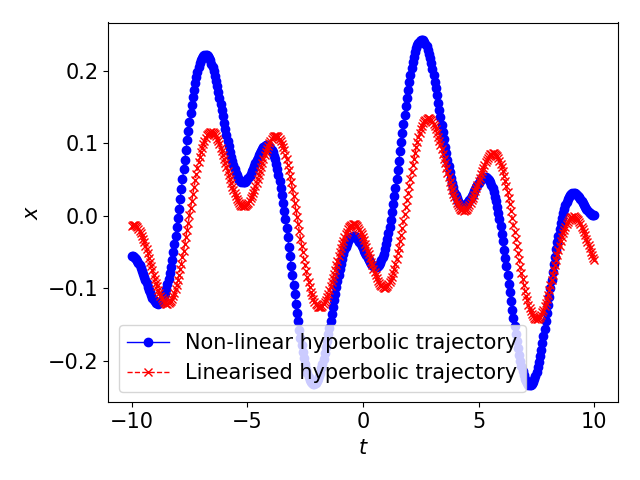 0.2
0.1
0.0
−0.1
−0.2
x
Non-linear hyperbolic trajectory
Linearised hyperbolic trajectory
−10 −5 0 5 10
t